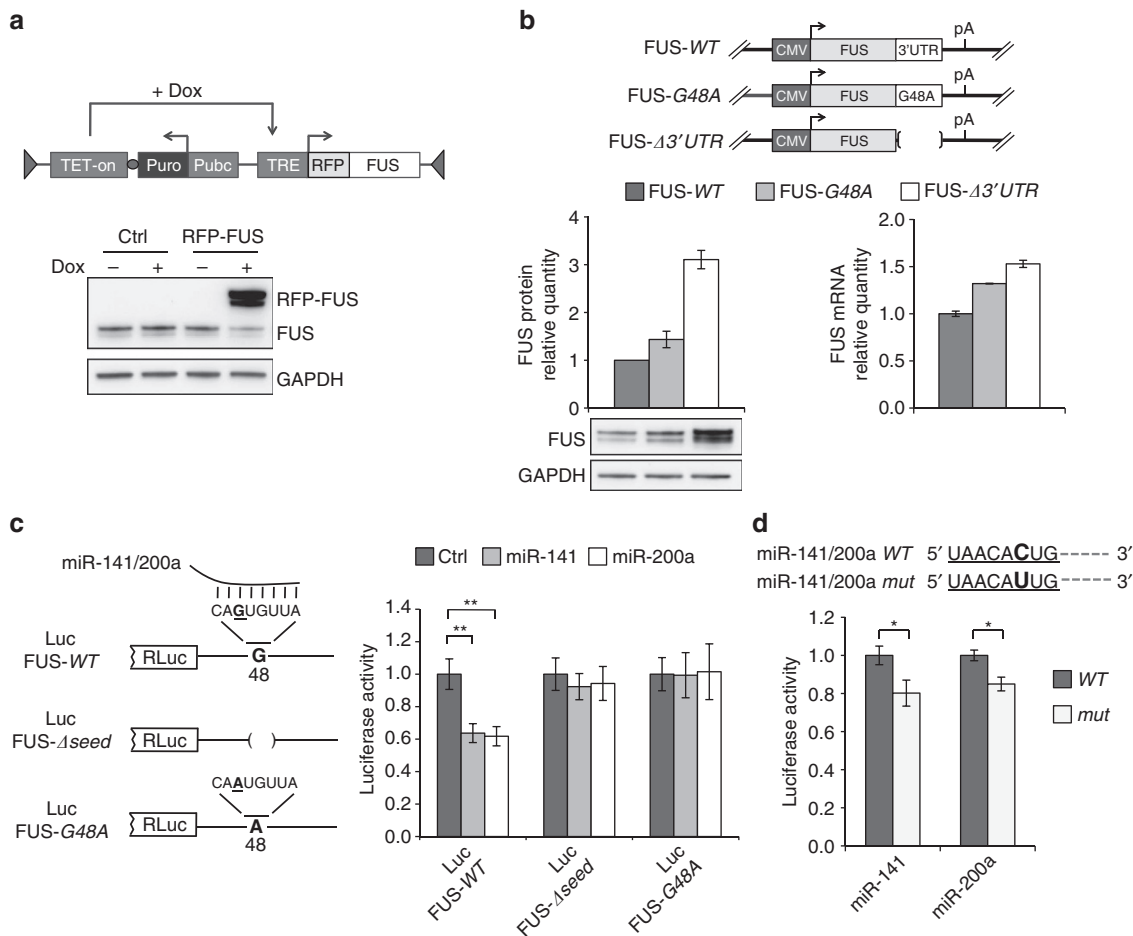 a
+ Dox
TET-on Puro Pubc TRE RFP FUS
Ctrl RFP-FUS
Dox – + – +
RFP-FUS
FUS
GAPDH
b
FUS-WT CMV FUS 3'UTR pA
FUS-G48A CMV FUS G48A pA
FUS-Δ3'UTR CMV FUS pA
FUS-WT FUS-G48A FUS-Δ3'UTR
FUS protein
relative quantity
4
3
2
1
0
FUS
GAPDH
FUS mRNA
relative quantity
2.0
1.5
1.0
0.5
0.0
c
miR-141/200a
CAGUGUUA
Luc
FUS-WT
RLuc
G
48
Luc
FUS-Δseed
RLuc
( )
CAAUGUUA
Luc
FUS-G48A
RLuc
A
48
Ctrl miR-141 miR-200a
Luciferase activity
1.4
1.2
1.0
0.8
0.6
0.4
0.2
0.0
**
**
Luc
FUS-WT
Luc
FUS-Δseed
Luc
FUS-G48A
d
miR-141/200a WT 5′ UAACACUG------ 3′
miR-141/200a mut 5′ UAACAUUG------ 3′
Luciferase activity
1.2
1.0
0.8
0.6
0.4
0.2
0.0
* *
WT
mut
miR-141
miR-200a